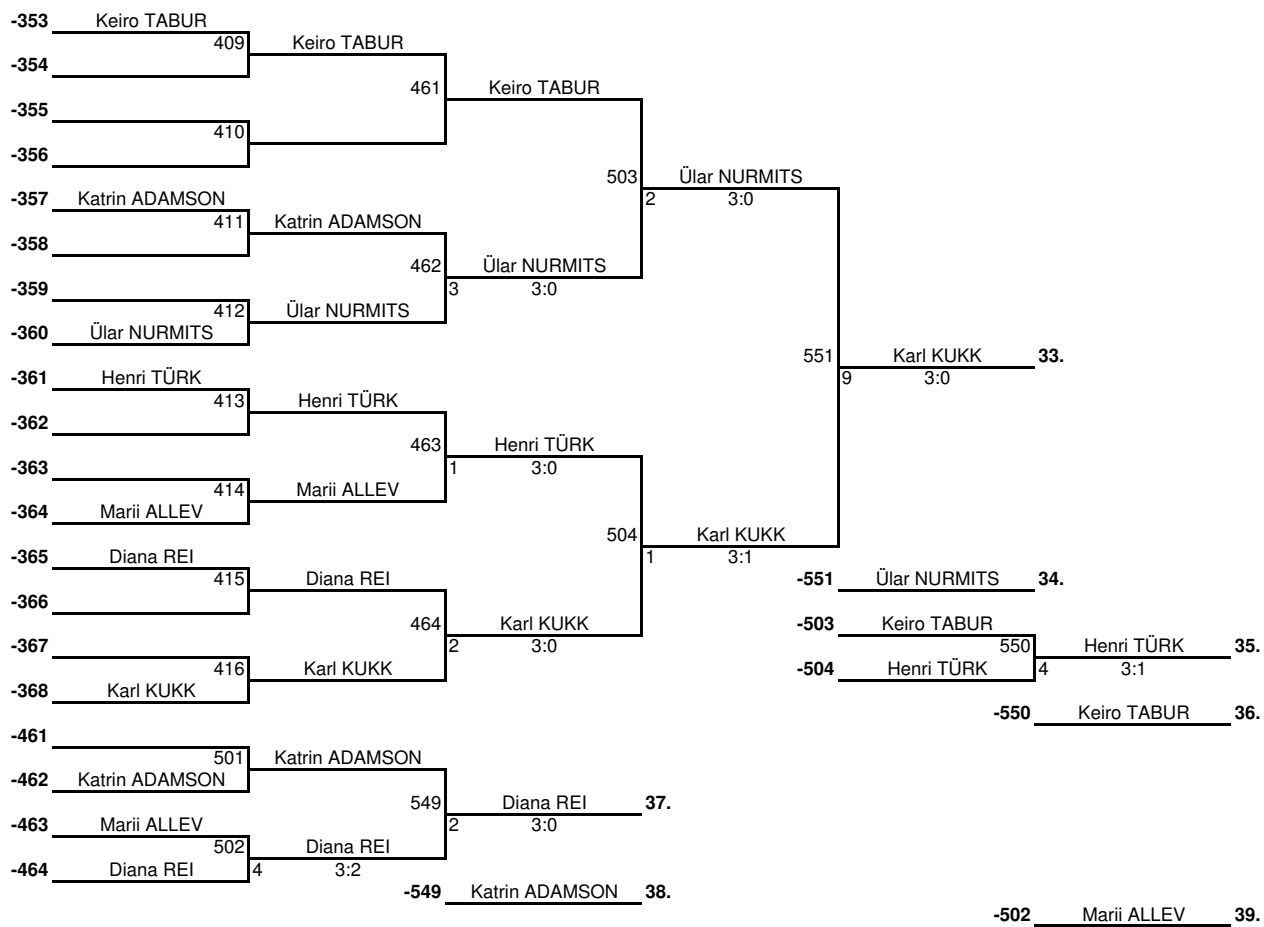 -353 Keiro TABUR
409 Keiro TABUR
-354
461 Keiro TABUR
-355
410
-356
503 Ülar NURMITS
2 3:0
-357 Katrin ADAMSON
411 Katrin ADAMSON
-358
462 Ülar NURMITS
3 3:0
-359
412 Ülar NURMITS
-360 Ülar NURMITS
551 Karl KUKK 33.
9 3:0
-361 Henri TÜRK
413 Henri TÜRK
-362
463 Henri TÜRK
1 3:0
-363
414 Marii ALLEV
-364 Marii ALLEV
504 Karl KUKK
1 3:1
-365 Diana REI
415 Diana REI
-366
-551 Ülar NURMITS 34.
464 Karl KUKK
2 3:0
-503 Keiro TABUR
550 Henri TÜRK 35.
4 3:1
-367
416 Karl KUKK
-504 Henri TÜRK
-368 Karl KUKK
-550 Keiro TABUR 36.
-461
501 Katrin ADAMSON
-462 Katrin ADAMSON
549 Diana REI 37.
2 3:0
-463 Marii ALLEV
502 Diana REI
4 3:2
-464 Diana REI
-549 Katrin ADAMSON 38.
-502 Marii ALLEV 39.